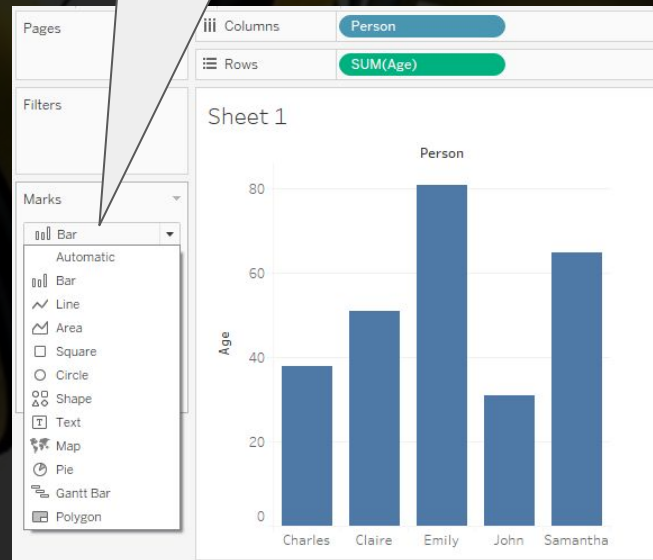 Pages
Columns
Person
Rows
SUM(Age)
Filters
Marks
Bar
Automatic
Bar
Line
Area
Square
Circle
Shape
T Text
Map
Pie
Gantt Bar
Polygon
Sheet 1
Person
80
60
40
20
0
Age
Charles
Claire
Emily
John
Samantha